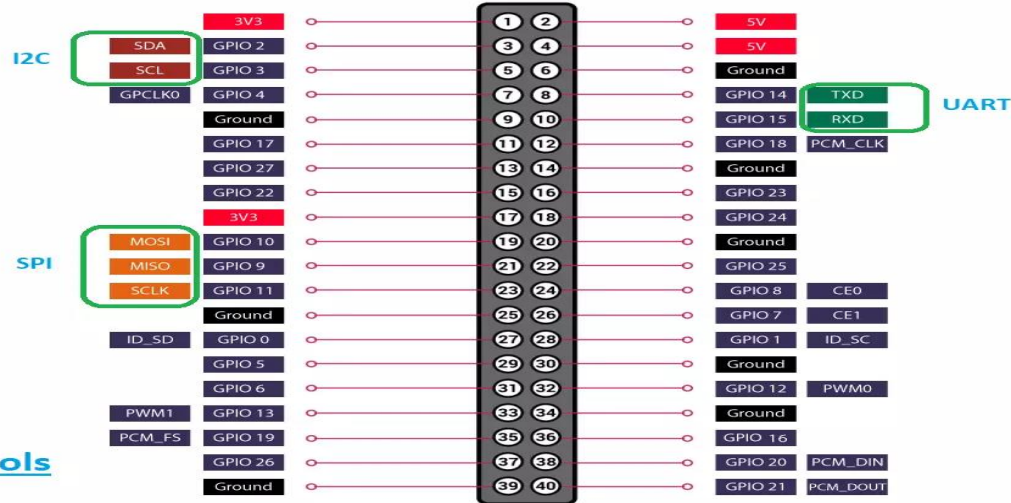 3V3 1 2 5V
I2C SDA GPIO 2 3 4 5V
SCL GPIO 3 5 6 Ground
GPCLK0 GPIO 4 7 8 GPIO 14 TXD UART
Ground 9 10 GPIO 15 RXD
GPIO 17 11 12 GPIO 18 PCM_CLK
GPIO 27 13 14 Ground
GPIO 22 15 16 GPIO 23
3V3 17 18 GPIO 24
MOSI GPIO 10 19 20 Ground
SPI MISO GPIO 9 21 22 GPIO 25
SCLK GPIO 11 23 24 GPIO 8 CE0
Ground 25 26 GPIO 7 CE1
ID_SD GPIO 0 27 28 GPIO 1 ID_SC
GPIO 5 29 30 Ground
GPIO 6 31 32 GPIO 12 PWM0
PWM1 GPIO 13 33 34 Ground
PCM_FS GPIO 19 35 36 GPIO 16
ols GPIO 26 37 38 GPIO 20 PCM_DIN
Ground 39 40 GPIO 21 PCM_DOUT